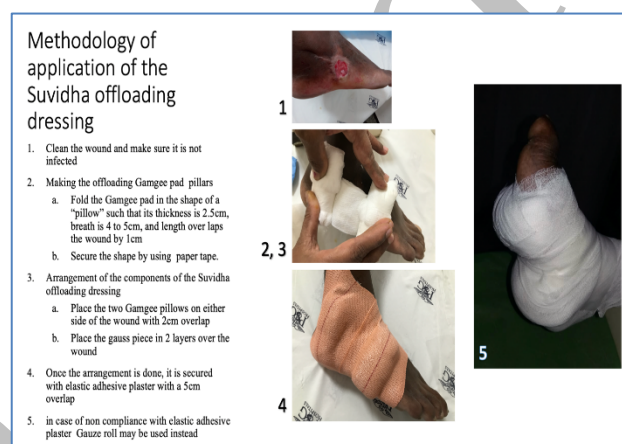 Methodology of
application of the
Suvidha offloading
dressing
1. Clean the wound and make sure it is not
infected
2. Making the offloading Gamgee pad pillars
a. Fold the Gamgee pad in the shape of a
“pillow” such that its thickness is 2.5cm,
breath is 4 to 5cm, and length over laps
the wound by 1cm
b. Secure the shape by using paper tape.
3. Arrangement of the components of the Suvidha
offloading dressing
a. Place the two Gamgee pillows on either
side of the wound with 2cm overlap
b. Place the gauss piece in 2 layers over the
wound
4. Once the arrangement is done, it is secured
with elastic adhesive plaster with a 5cm
overlap
5. in case of non compliance with elastic adhesive
plaster Gauze roll may be used instead
1
2, 3
4
5